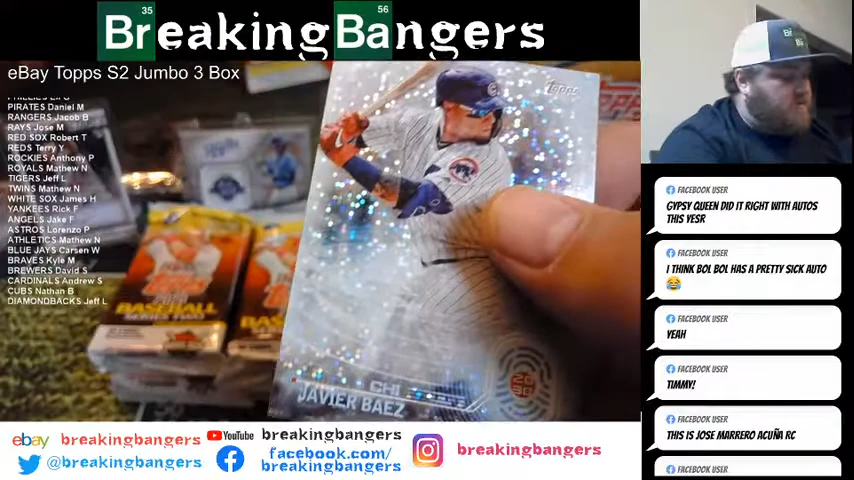 35
56
BreakingBangers
eBay Topps S2 Jumbo 3 Box
PIRATES Daniel M
RANGERS Jacob B
RAYS Jose M
RED SOX Robert T
REDS Terry Y
ROCKIES Anthony P
ROYALS Mathew N
TIGERS Jeff L
TWINS Mathew N
WHITE SOX James H
YANKEES Rick F
ANGELS Jake F
ASTROS Lorenzo P
ATHLETICS Mathew N
BLUE JAYS Carsen W
BRAVES Kyle M
BREWERS David S
CARDINALS Andrew S
CUBS Nathan B
DIAMONDBACKS Jeff L
Topps
BASEBALL
CHI
JAVIER BAEZ
Br
Ba
FACEBOOK USER
GYPSY QUEEN DID IT RIGHT WITH AUTOS
THIS YESR
FACEBOOK USER
I THINK BOL BOL HAS A PRETTY SICK AUTO
😂
FACEBOOK USER
YEAH
FACEBOOK USER
TIMMY!
FACEBOOK USER
THIS IS JOSE MARRERO ACUÑA RC
FACEBOOK USER
ebay breakingbangers
YouTube breakingbangers
@breakingbangers
facebook.com/
breakingbangers
breakingbangers